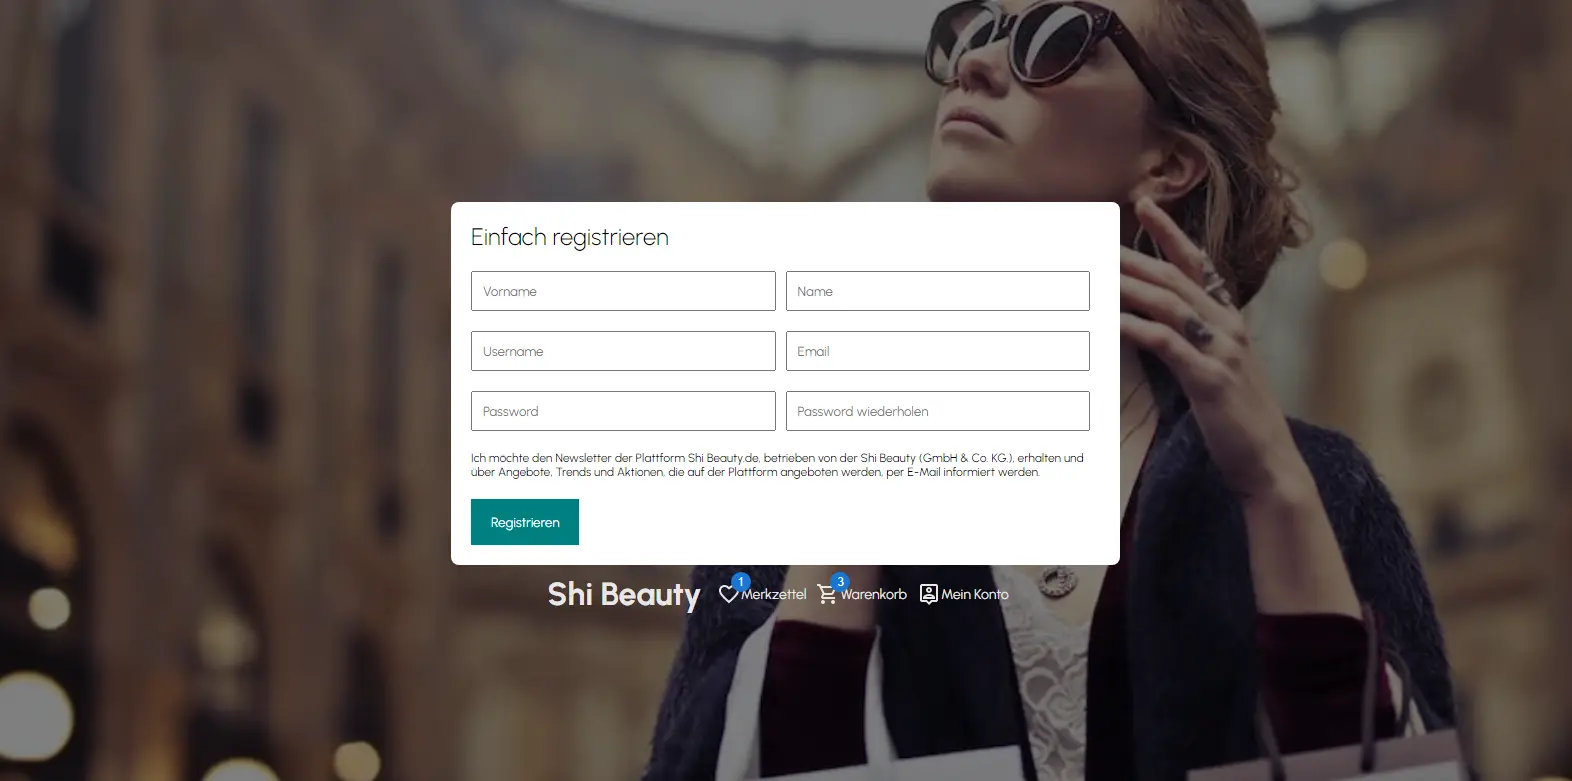 Einfach registrieren
Vorname
Name
Username
Email
Password
Password wiederholen
Ich möchte den Newsletter der Plattform Shi Beauty.de, betrieben von der Shi Beauty (GmbH & Co. KG.), erhalten und
über Angebote, Trends und Aktionen, die auf der Plattform angeboten werden, per E-Mail informiert werden.
Registrieren
Shi Beauty
1
Merkzettel
3
Warenkorb
Mein Konto